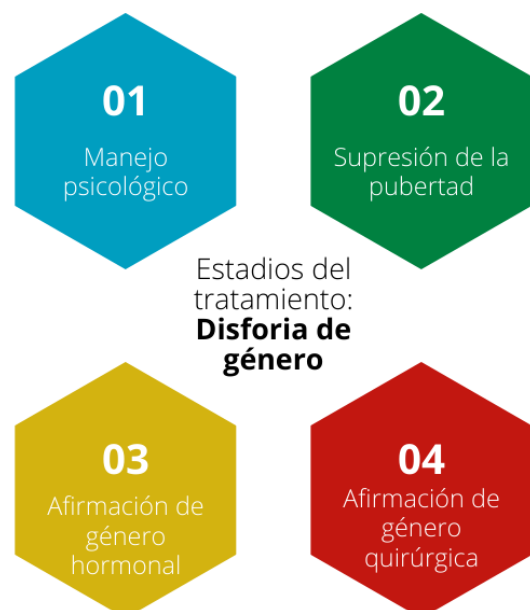 01
Manejo
psicológico
02
Supresión de la
pubertad
Estadios del
tratamiento:
Disforia de
género
03
Afirmación de
género
hormonal
04
Afirmación de
género
quirúrgica